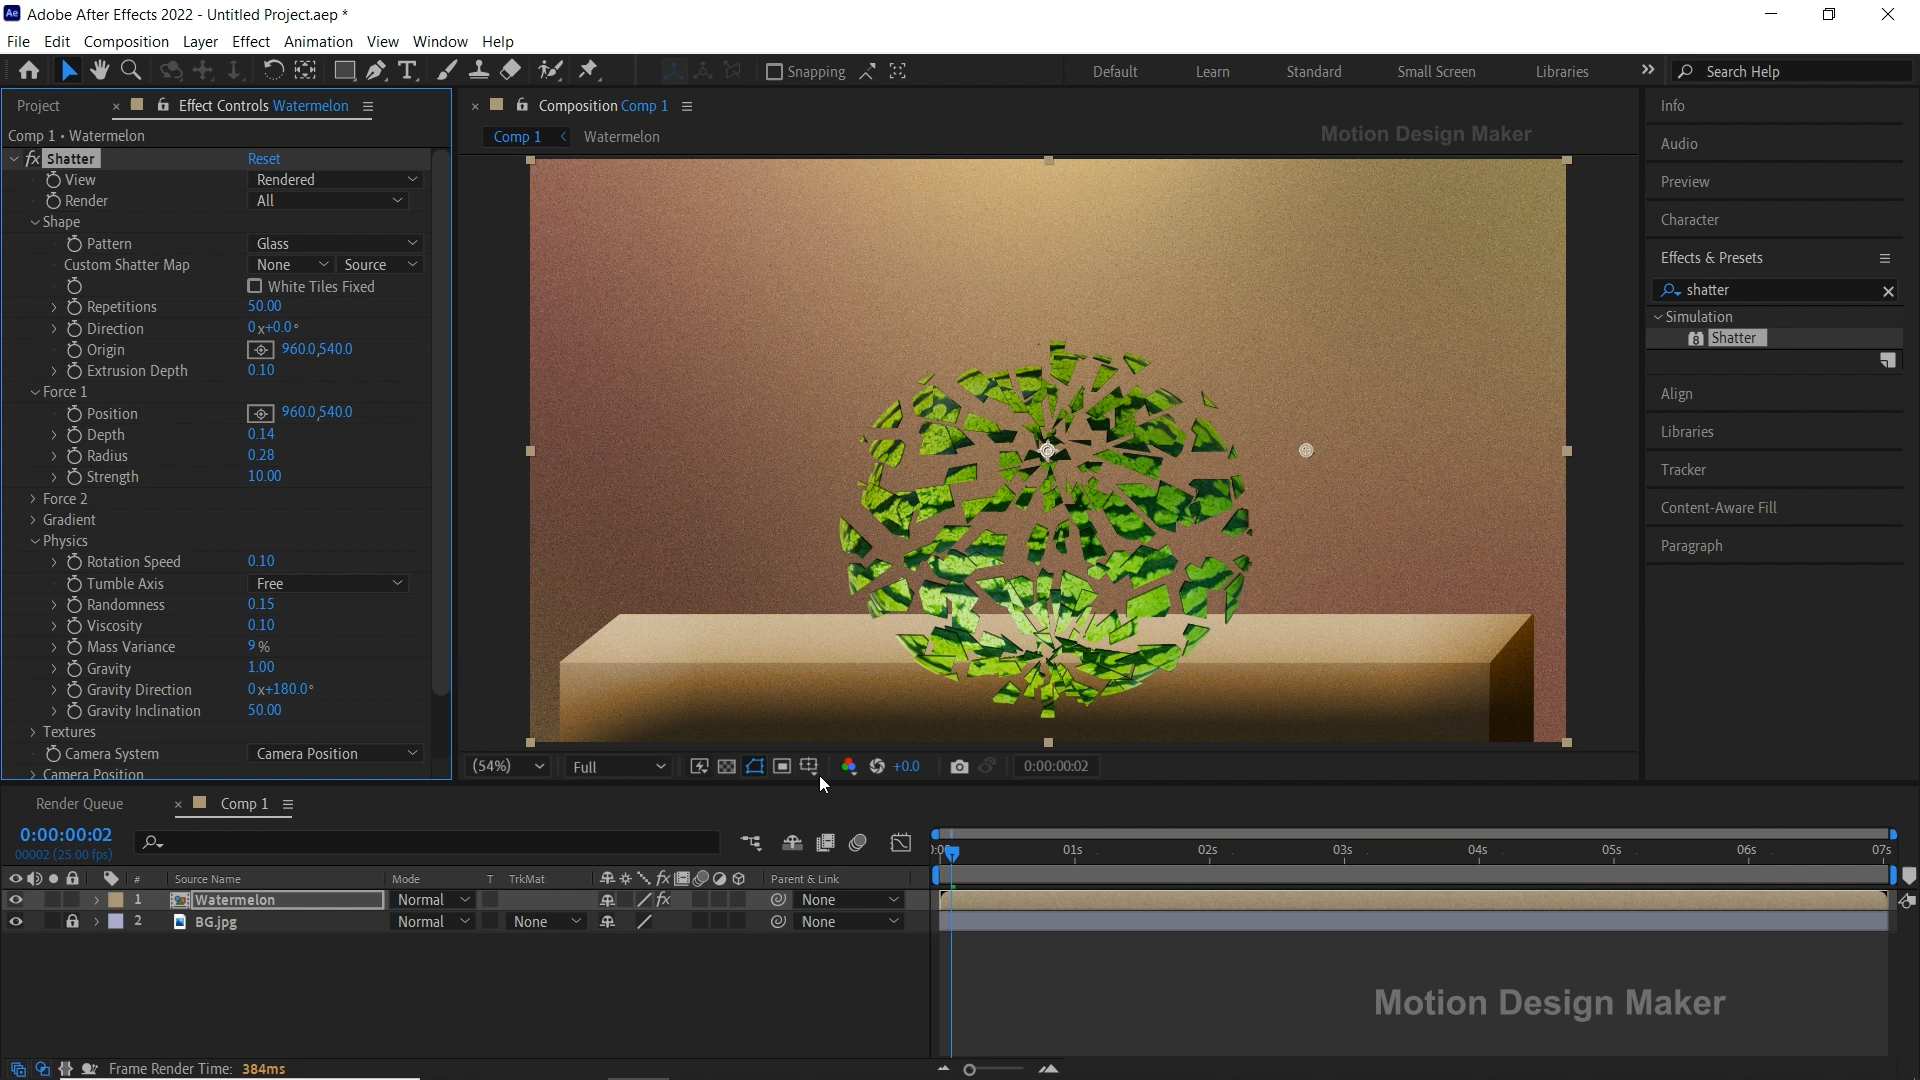 Adobe After Effects 2022 - Untitled Project.aep *
File Edit Composition Layer Effect Animation View Window Help
Snapping Default Learn Standard Small Screen Libraries Search Help
Project Effect Controls Watermelon
Comp 1 • Watermelon
fx Shatter Reset
View Rendered
Render All
Shape
Pattern Glass
Custom Shatter Map None Source
White Tiles Fixed
Repetitions 50.00
Direction 0x+0.0°
Origin 960.0,540.0
Extrusion Depth 0.10
Force 1
Position 960.0,540.0
Depth 0.14
Radius 0.28
Strength 10.00
Force 2
Gradient
Physics
Rotation Speed 0.10
Tumble Axis Free
Randomness 0.15
Viscosity 0.10
Mass Variance 9%
Gravity 1.00
Gravity Direction 0x+180.0°
Gravity Inclination 50.00
Textures
Camera System Camera Position
Camera Position
Composition Comp 1
Comp 1 Watermelon
Motion Design Maker
(54%) Full +0.0 0:00:00:02
Info
Audio
Preview
Character
Effects & Presets
shatter
Simulation
Shatter
Align
Libraries
Tracker
Content-Aware Fill
Paragraph
Render Queue Comp 1
0:00:00:02
00002 (25.00 fps)
01s 02s 03s 04s 05s 06s 07s
# Source Name Mode T TrkMat fx Parent & Link
1 Watermelon Normal fx None
2 BG.jpg Normal None None
Motion Design Maker
Frame Render Time: 384ms